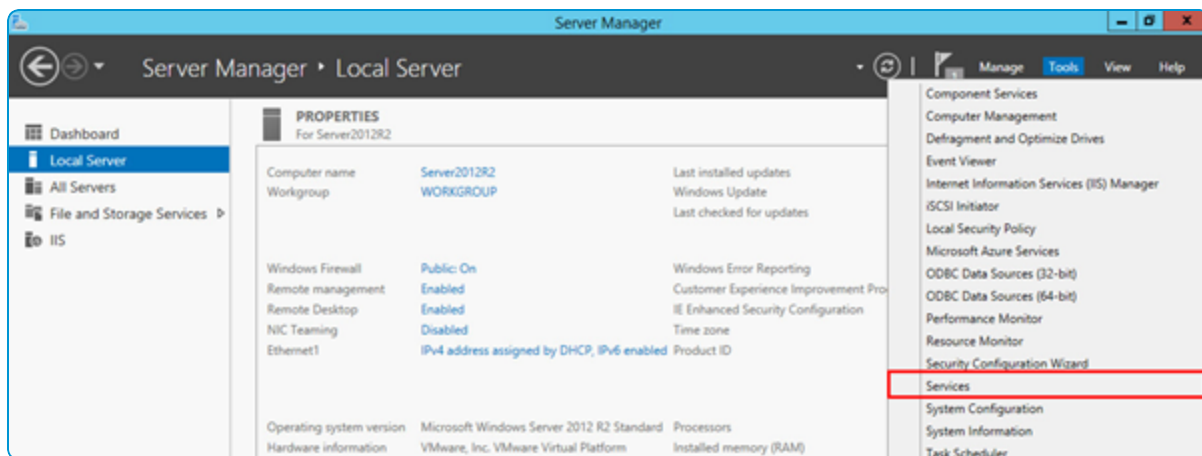 Server Manager
Server Manager ‣ Local Server
Manage Tools View Help
Dashboard
Local Server
All Servers
File and Storage Services
IIS
PROPERTIES
For Server2012R2
Computer name Server2012R2 Last installed updates
Workgroup WORKGROUP Windows Update
Last checked for updates
Windows Firewall Public: On Windows Error Reporting
Remote management Enabled Customer Experience Improvement Pro
Remote Desktop Enabled IE Enhanced Security Configuration
NIC Teaming Disabled Time zone
Ethernet1 IPv4 address assigned by DHCP, IPv6 enabled Product ID
Operating system version Microsoft Windows Server 2012 R2 Standard Processors
Hardware information VMware, Inc. VMware Virtual Platform Installed memory (RAM)
Component Services
Computer Management
Defragment and Optimize Drives
Event Viewer
Internet Information Services (IIS) Manager
iSCSI Initiator
Local Security Policy
Microsoft Azure Services
ODBC Data Sources (32-bit)
ODBC Data Sources (64-bit)
Performance Monitor
Resource Monitor
Security Configuration Wizard
Services
System Configuration
System Information
Task Scheduler